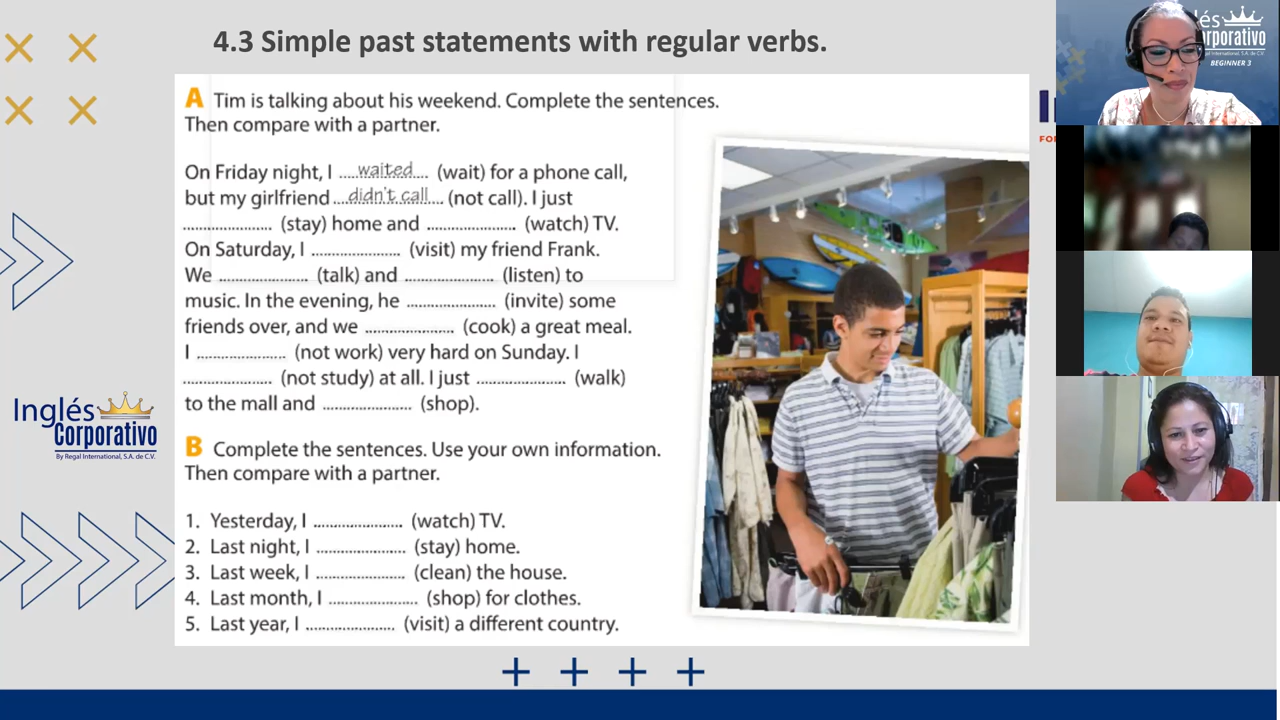 4.3 Simple past statements with regular verbs.
A Tim is talking about his weekend. Complete the sentences.
Then compare with a partner.
On Friday night, I ....waited.... (wait) for a phone call,
but my girlfriend ....didn't call.... (not call). I just
...................... (stay) home and ...................... (watch) TV.
On Saturday, I ...................... (visit) my friend Frank.
We ...................... (talk) and ...................... (listen) to
music. In the evening, he ...................... (invite) some
friends over, and we ...................... (cook) a great meal.
I ...................... (not work) very hard on Sunday. I
...................... (not study) at all. I just ...................... (walk)
to the mall and ...................... (shop).
B Complete the sentences. Use your own information.
Then compare with a partner.
1. Yesterday, I ...................... (watch) TV.
2. Last night, I ...................... (stay) home.
3. Last week, I ...................... (clean) the house.
4. Last month, I ...................... (shop) for clothes.
5. Last year, I ...................... (visit) a different country.
Inglés
Corporativo
By Regal International, S.A. de C.V.
BEGINNER 3